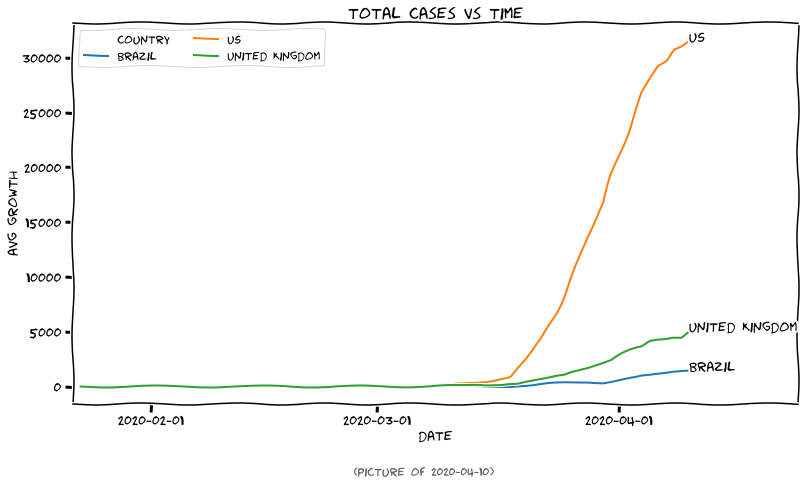 TOTAL CASES VS TIME
COUNTRY
BRAZIL
US
UNITED KINGDOM
30000
25000
20000
15000
10000
5000
0
AVG GROWTH
US
UNITED KINGDOM
BRAZIL
2020-02-01
2020-03-01
2020-04-01
DATE
(PICTURE OF 2020-04-10)